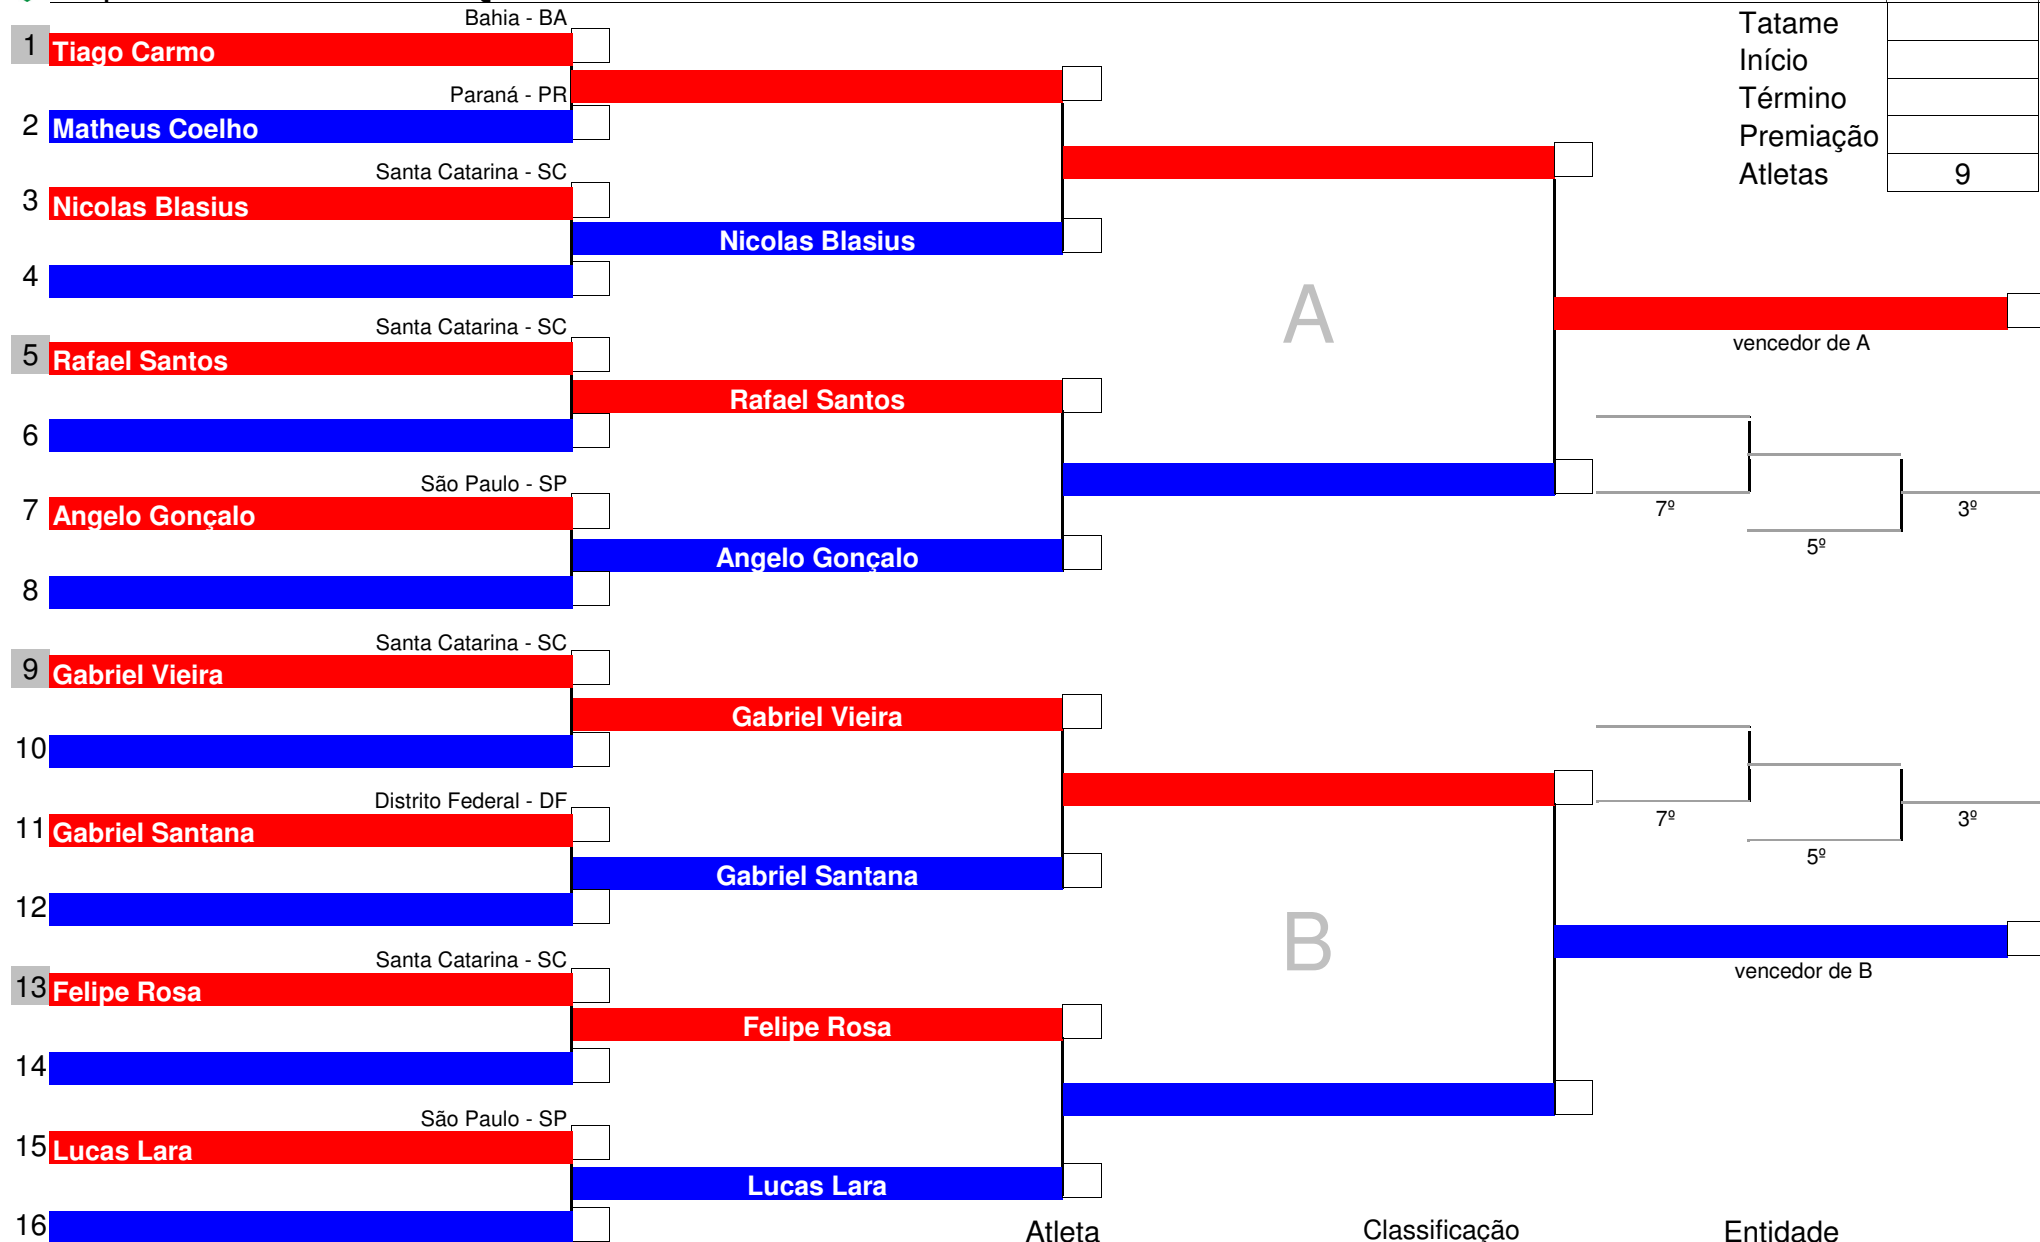 Bahia - BA
1 Tiago Carmo
Paraná - PR
2 Matheus Coelho
Santa Catarina - SC
3 Nicolas Blasius
Nicolas Blasius
4
Santa Catarina - SC
5 Rafael Santos
Rafael Santos
6
São Paulo - SP
7 Angelo Gonçalo
Angelo Gonçalo
8
Santa Catarina - SC
9 Gabriel Vieira
Gabriel Vieira
10
Distrito Federal - DF
11 Gabriel Santana
Gabriel Santana
12
Santa Catarina - SC
13 Felipe Rosa
Felipe Rosa
14
São Paulo - SP
15 Lucas Lara
Lucas Lara
16
A
B
Tatame
Início
Término
Premiação
Atletas 9
vencedor de A
7º
5º
3º
7º
5º
3º
vencedor de B
Atleta Classificação Entidade